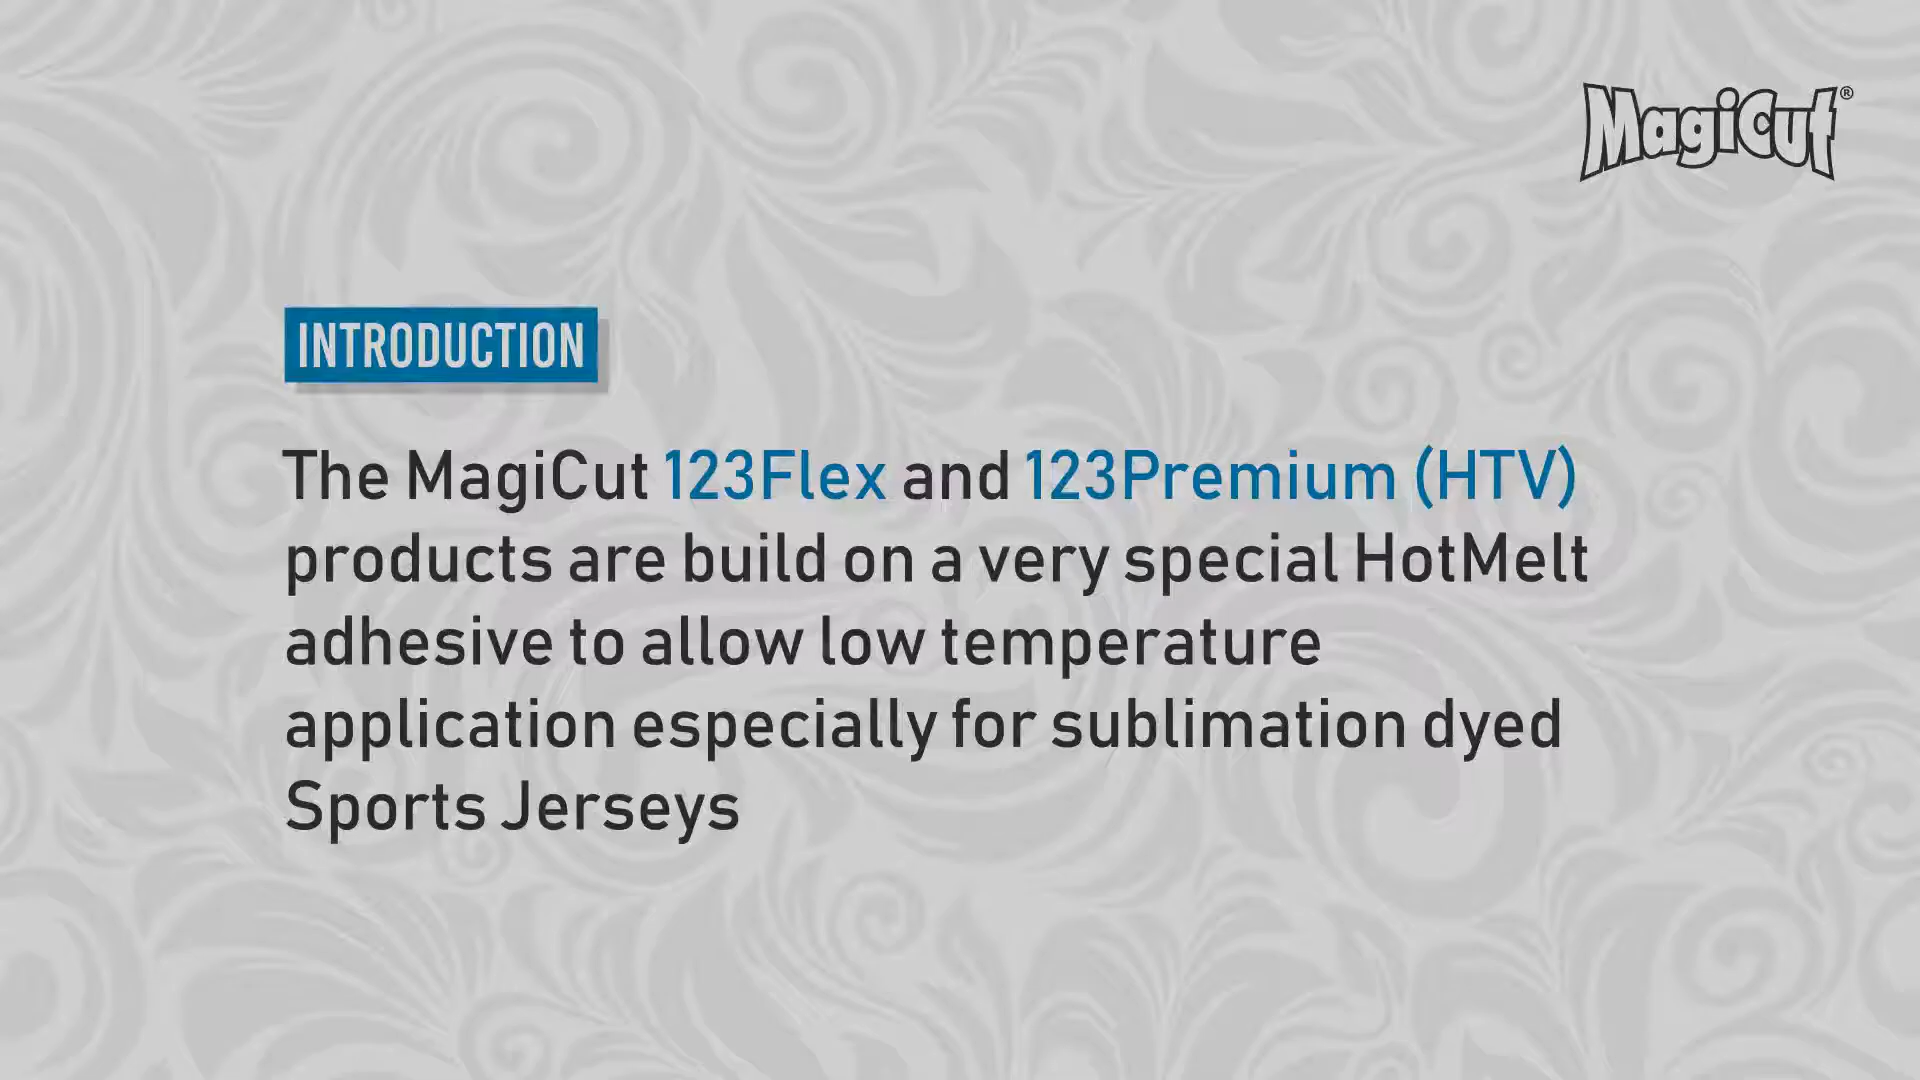 MagiCut®
INTRODUCTION
The MagiCut 123Flex and 123Premium (HTV)
products are build on a very special HotMelt
adhesive to allow low temperature
application especially for sublimation dyed
Sports Jerseys